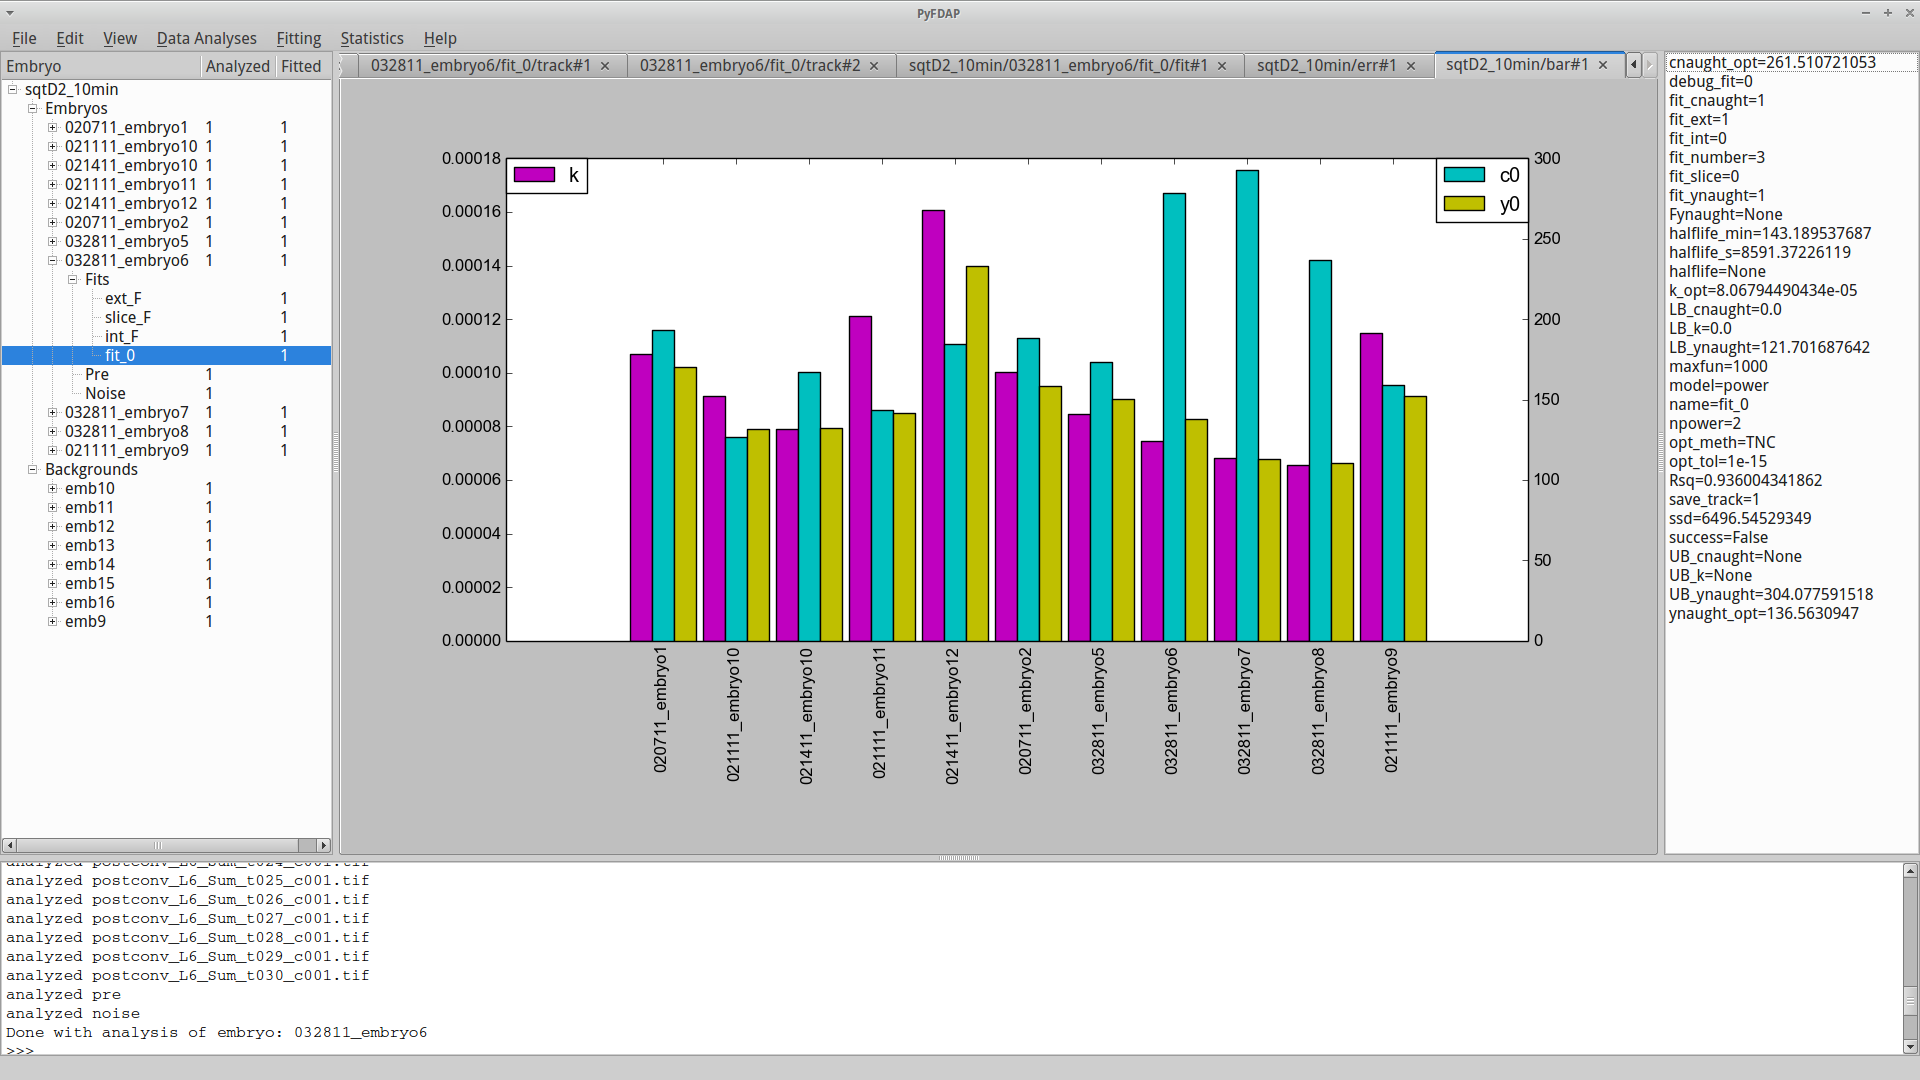 PyFDAP
File Edit View Data Analyses Fitting Statistics Help
Embryo Analyzed Fitted
sqtD2_10min
Embryos
020711_embryo1 1 1
021111_embryo10 1 1
021411_embryo10 1 1
021111_embryo11 1 1
021411_embryo12 1 1
020711_embryo2 1 1
032811_embryo5 1 1
032811_embryo6 1 1
Fits
ext_F 1
slice_F 1
int_F 1
fit_0 1
Pre 1
Noise 1
032811_embryo7 1 1
032811_embryo8 1 1
021111_embryo9 1 1
Backgrounds
emb10 1
emb11 1
emb12 1
emb13 1
emb14 1
emb15 1
emb16 1
emb9 1
032811_embryo6/fit_0/track#1 032811_embryo6/fit_0/track#2 sqtD2_10min/032811_embryo6/fit_0/fit#1 sqtD2_10min/err#1 sqtD2_10min/bar#1
0.00018
0.00016
0.00014
0.00012
0.00010
0.00008
0.00006
0.00004
0.00002
0.00000
k
c0
y0
300
250
200
150
100
50
0
020711_embryo1
021111_embryo10
021411_embryo10
021111_embryo11
021411_embryo12
020711_embryo2
032811_embryo5
032811_embryo6
032811_embryo7
032811_embryo8
021111_embryo9
cnaught_opt=261.510721053
debug_fit=0
fit_cnaught=1
fit_ext=1
fit_int=0
fit_number=3
fit_slice=0
fit_ynaught=1
Fynaught=None
halflife_min=143.189537687
halflife_s=8591.37226119
halflife=None
k_opt=8.06794490434e-05
LB_cnaught=0.0
LB_k=0.0
LB_ynaught=121.701687642
maxfun=1000
model=power
name=fit_0
npower=2
opt_meth=TNC
opt_tol=1e-15
Rsq=0.936004341862
save_track=1
ssd=6496.54529349
success=False
UB_cnaught=None
UB_k=None
UB_ynaught=304.077591518
ynaught_opt=136.5630947
analyzed postconv_L6_Sum_t024_c001.tif
analyzed postconv_L6_Sum_t025_c001.tif
analyzed postconv_L6_Sum_t026_c001.tif
analyzed postconv_L6_Sum_t027_c001.tif
analyzed postconv_L6_Sum_t028_c001.tif
analyzed postconv_L6_Sum_t029_c001.tif
analyzed postconv_L6_Sum_t030_c001.tif
analyzed pre
analyzed noise
Done with analysis of embryo: 032811_embryo6
>>>